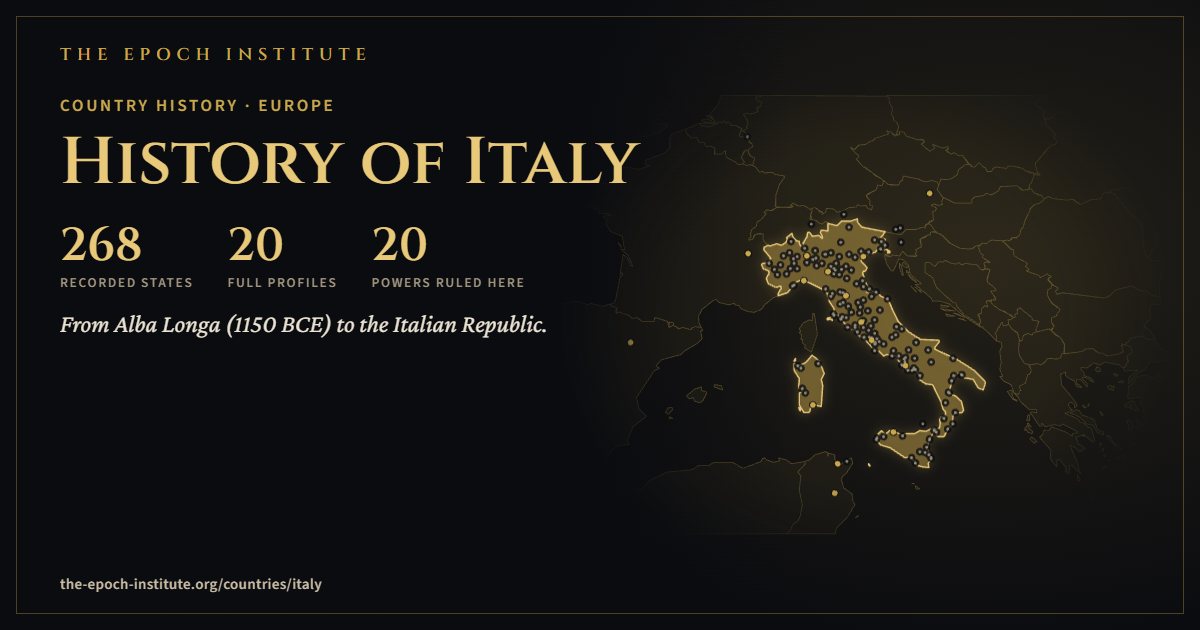 THE EPOCH INSTITUTE
COUNTRY HISTORY · EUROPE
HISTORY OF ITALY
268 20 20
RECORDED STATES FULL PROFILES POWERS RULED HERE
From Alba Longa (1150 BCE) to the Italian Republic.
the-epoch-institute.org/countries/italy